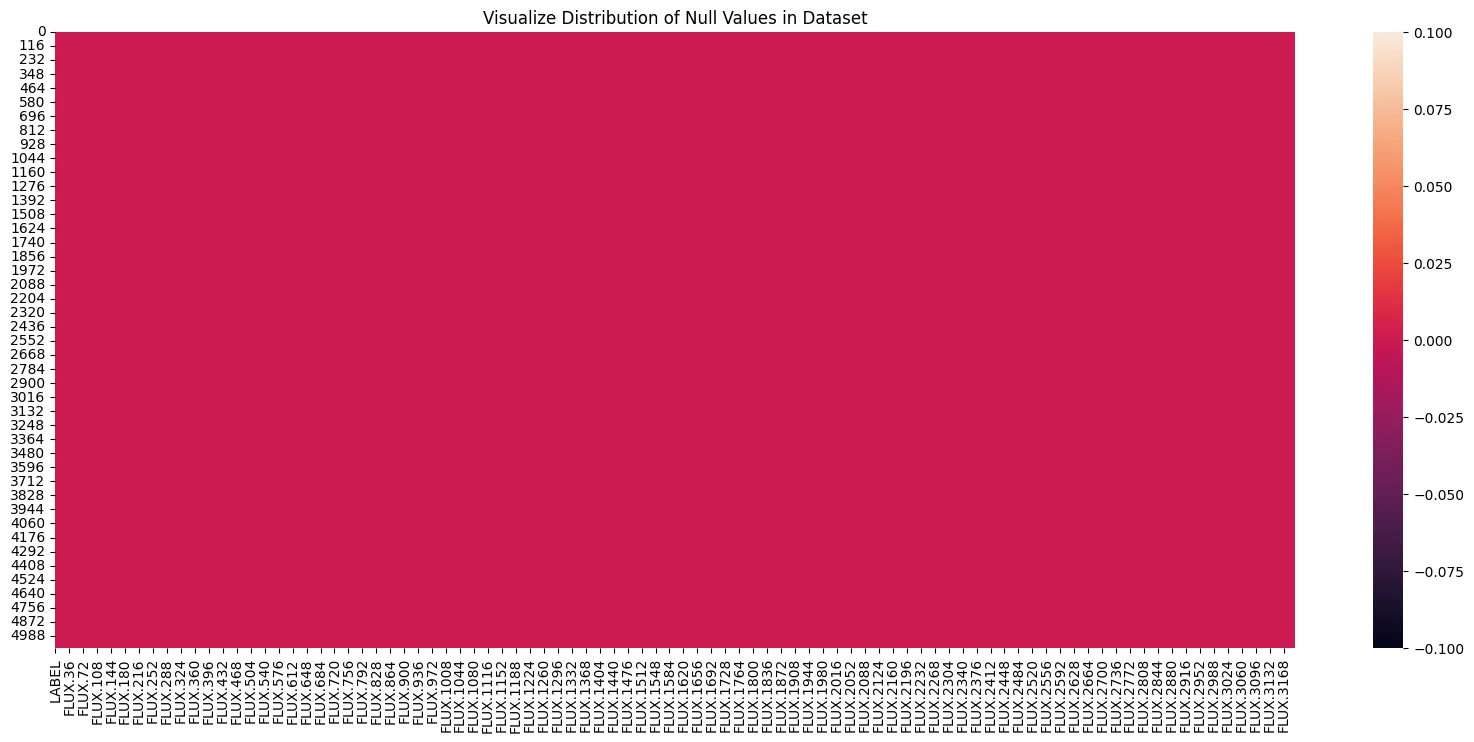 Visualize Distribution of Null Values in Dataset
0
116
232
348
464
580
696
812
928
1044
1160
1276
1392
1508
1624
1740
1856
1972
2088
2204
2320
2436
2552
2668
2784
2900
3016
3132
3248
3364
3480
3596
3712
3828
3944
4060
4176
4292
4408
4524
4640
4756
4872
4988
LABEL
FLUX.36
FLUX.72
FLUX.108
FLUX.144
FLUX.180
FLUX.216
FLUX.252
FLUX.288
FLUX.324
FLUX.360
FLUX.396
FLUX.432
FLUX.468
FLUX.504
FLUX.540
FLUX.576
FLUX.612
FLUX.648
FLUX.684
FLUX.720
FLUX.756
FLUX.792
FLUX.828
FLUX.864
FLUX.900
FLUX.936
FLUX.972
FLUX.1008
FLUX.1044
FLUX.1080
FLUX.1116
FLUX.1152
FLUX.1188
FLUX.1224
FLUX.1260
FLUX.1296
FLUX.1332
FLUX.1368
FLUX.1404
FLUX.1440
FLUX.1476
FLUX.1512
FLUX.1548
FLUX.1584
FLUX.1620
FLUX.1656
FLUX.1692
FLUX.1728
FLUX.1764
FLUX.1800
FLUX.1836
FLUX.1872
FLUX.1908
FLUX.1944
FLUX.1980
FLUX.2016
FLUX.2052
FLUX.2088
FLUX.2124
FLUX.2160
FLUX.2196
FLUX.2232
FLUX.2268
FLUX.2304
FLUX.2340
FLUX.2376
FLUX.2412
FLUX.2448
FLUX.2484
FLUX.2520
FLUX.2556
FLUX.2592
FLUX.2628
FLUX.2664
FLUX.2700
FLUX.2736
FLUX.2772
FLUX.2808
FLUX.2844
FLUX.2880
FLUX.2916
FLUX.2952
FLUX.2988
FLUX.3024
FLUX.3060
FLUX.3096
FLUX.3132
FLUX.3168
0.100
0.075
0.050
0.025
0.000
−0.025
−0.050
−0.075
−0.100